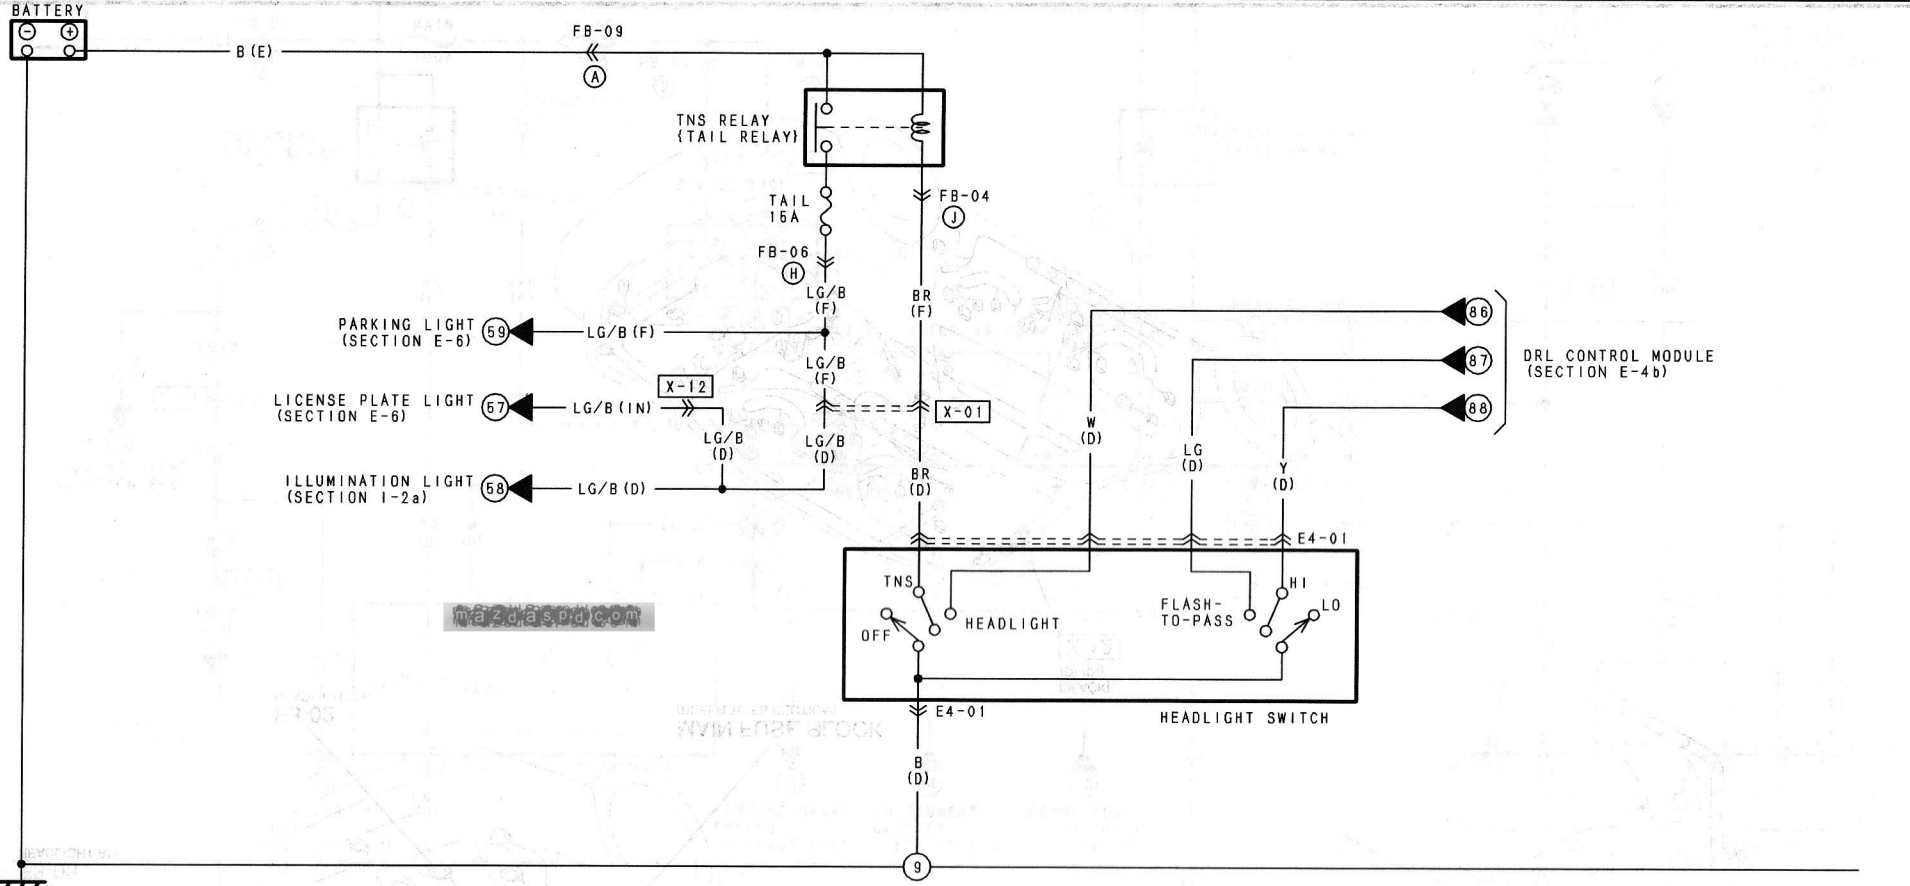 BATTERY
- +
B (E)
FB-09
A
TNS RELAY
{TAIL RELAY}
TAIL
15A
FB-04
J
FB-06
H
LG/B
(F)
BR
(F)
PARKING LIGHT
(SECTION E-6)
59
LG/B (F)
LG/B
(F)
X-12
LICENSE PLATE LIGHT
(SECTION E-6)
57
LG/B (IN)
X-01
LG/B
(D)
LG/B
(D)
BR
(D)
ILLUMINATION LIGHT
(SECTION I-2a)
58
LG/B (D)
86
87
88
DRL CONTROL MODULE
(SECTION E-4b)
W
(D)
LG
(D)
Y
(D)
E4-01
TNS
OFF
HEADLIGHT
FLASH-
TO-PASS
HI
LO
mazdaspd.com
E4-01
HEADLIGHT SWITCH
MAIN FUSE BLOCK
B
(D)
9